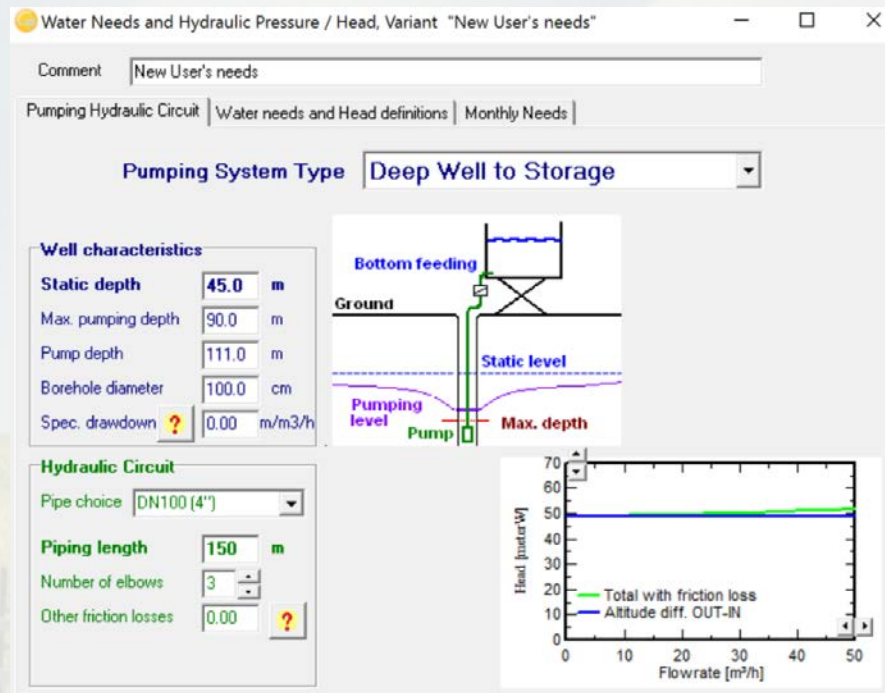 Water Needs and Hydraulic Pressure / Head, Variant "New User's needs"
Comment New User's needs
Pumping Hydraulic Circuit Water needs and Head definitions Monthly Needs
Pumping System Type Deep Well to Storage
Well characteristics
Static depth 45.0 m
Max. pumping depth 90.0 m
Pump depth 111.0 m
Borehole diameter 100.0 cm
Spec. drawdown ? 0.00 m/m3/h
Bottom feeding
Ground
Static level
Pumping
level
Max. depth
Pump
Hydraulic Circuit
Pipe choice DN100 (4'')
Piping length 150 m
Number of elbows 3
Other friction losses 0.00 ?
Head [meterW]
70
60
50
40
30
20
10
0
Total with friction loss
Altitude diff. OUT-IN
0 10 20 30 40 50
Flowrate [m³/h]